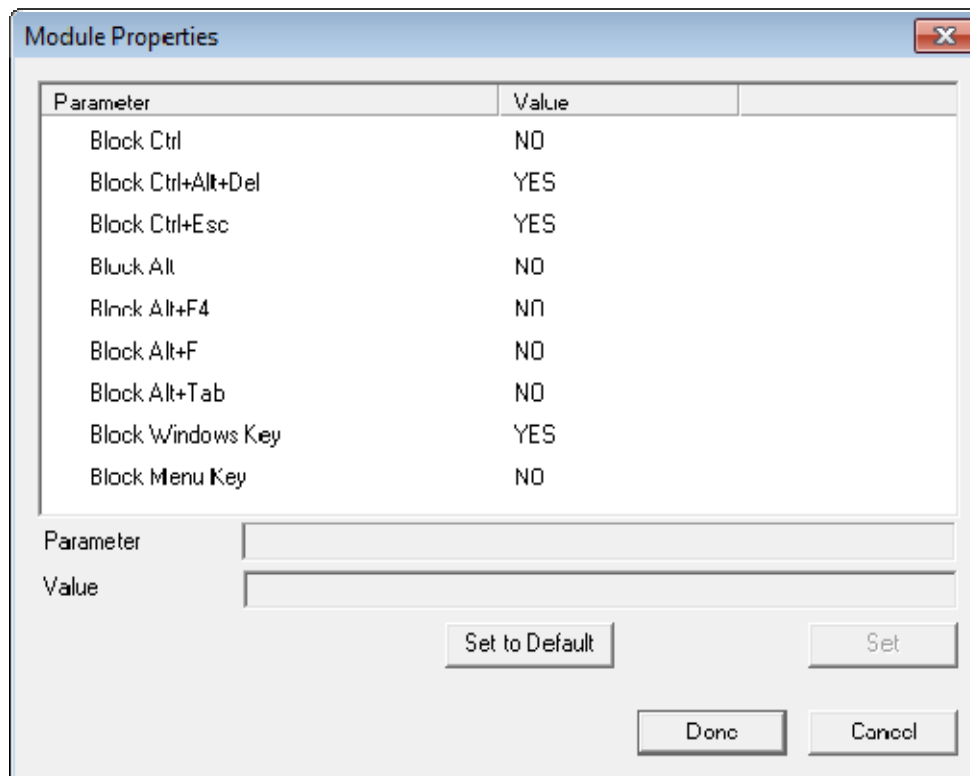 Module Properties
Parameter Value
Block Ctrl NO
Block Ctrl+Alt+Del YES
Block Ctrl+Esc YES
Block Alt NO
Block Alt+F4 NO
Block Alt+F NO
Block Alt+Tab NO
Block Windows Key YES
Block Menu Key NO
Parameter
Value
Set to Default Set
Done Cancel